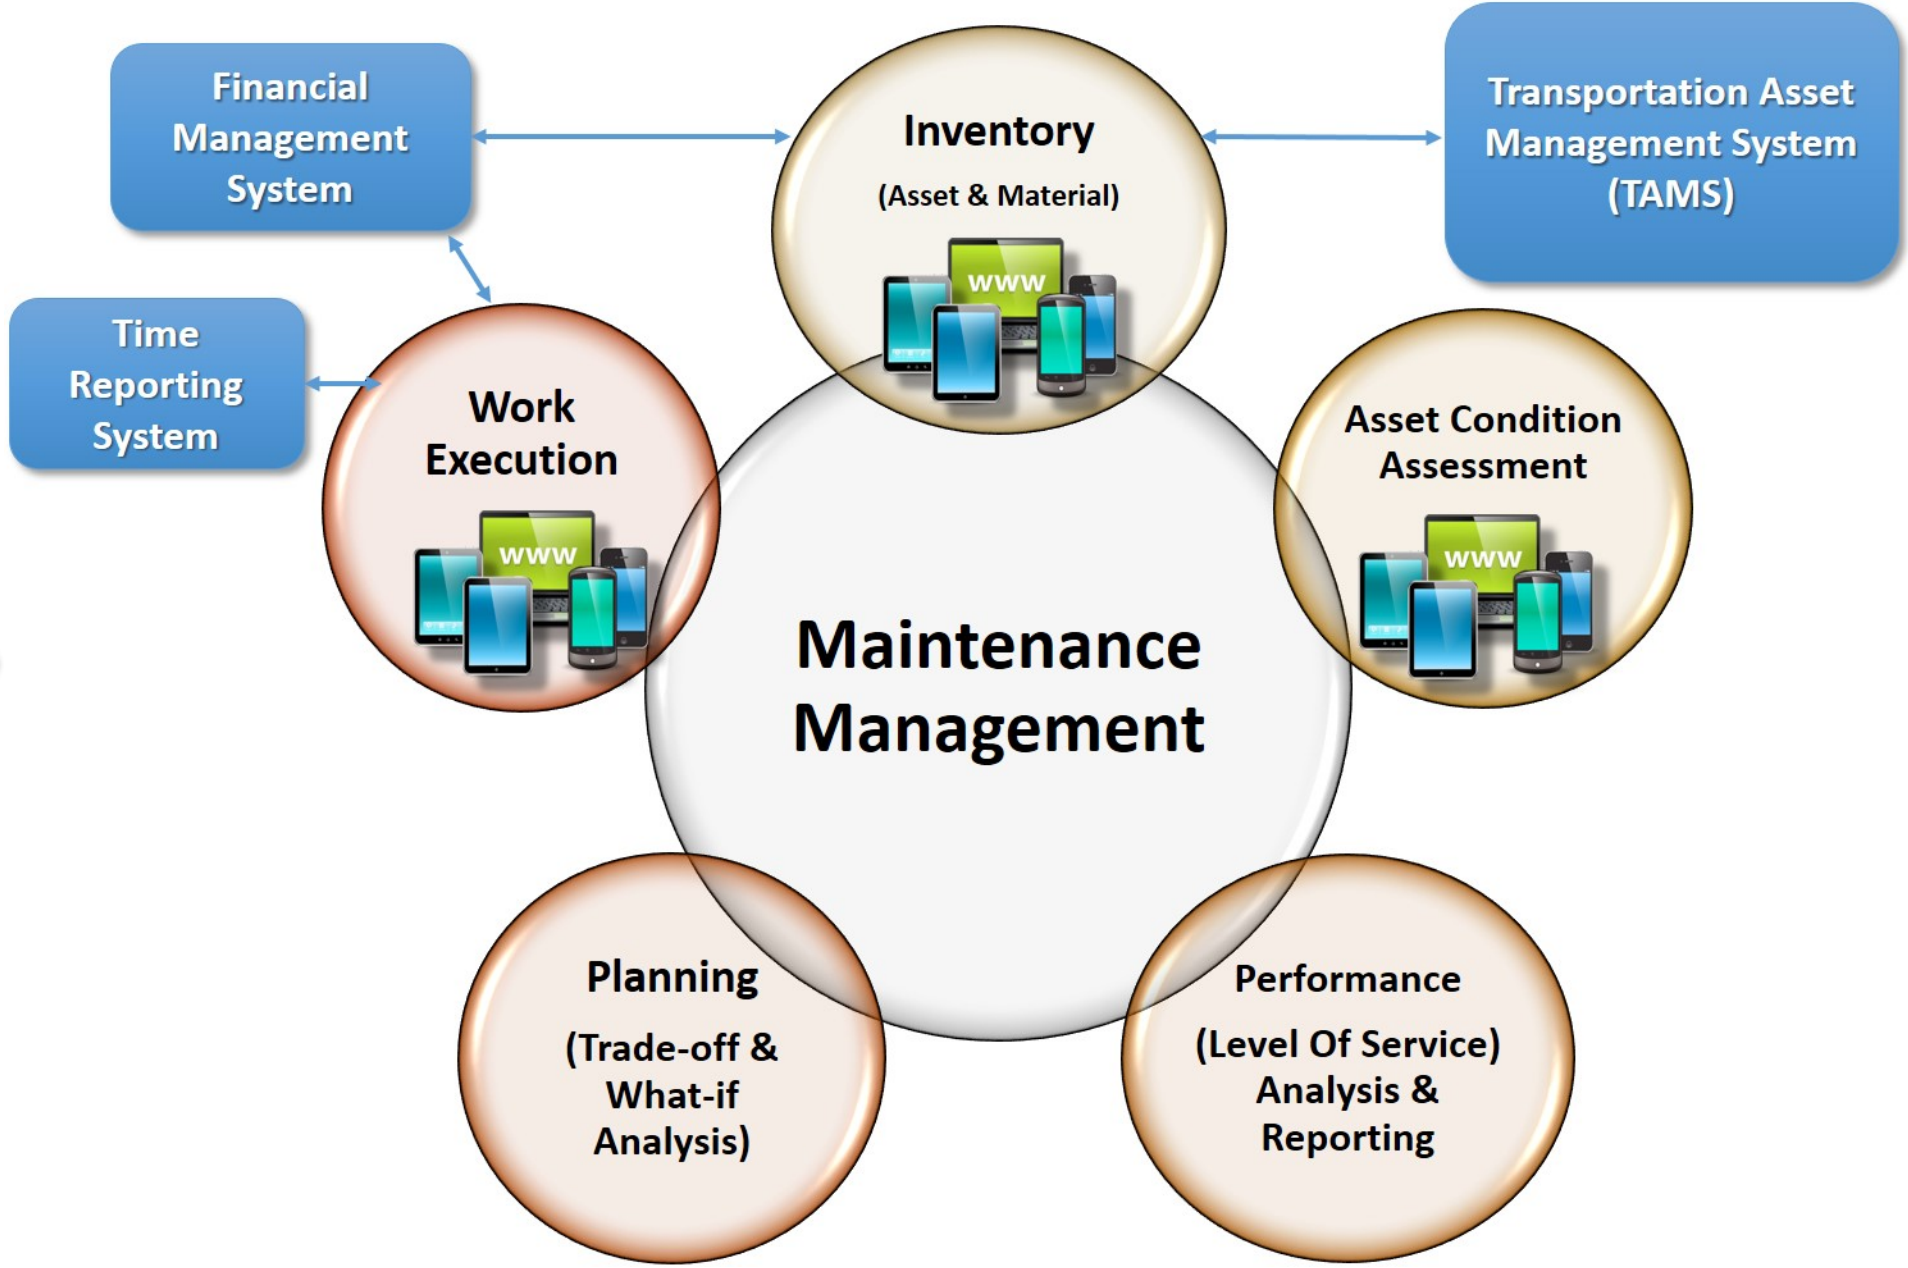 Financial
Management
System
Inventory
(Asset & Material)
www
Transportation Asset
Management System
(TAMS)
Time
Reporting
System
Work
Execution
www
Asset Condition
Assessment
www
Maintenance
Management
Planning
(Trade-off &
What-if
Analysis)
Performance
(Level Of Service)
Analysis &
Reporting